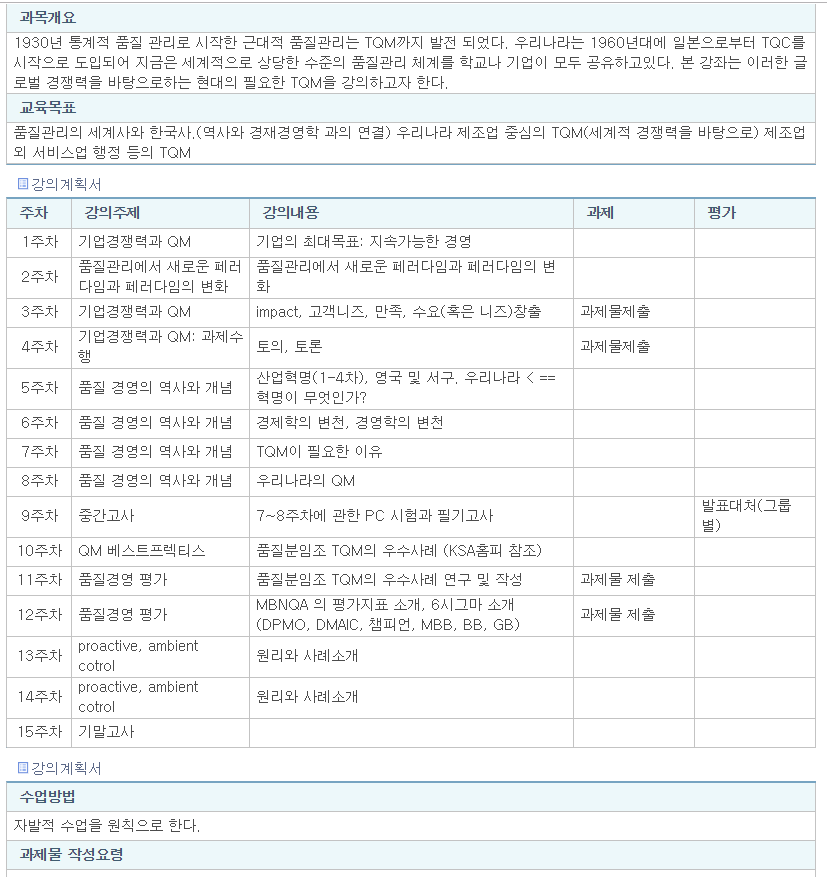 과목개요
1930년 통계적 품질 관리로 시작한 근대적 품질관리는 TQM까지 발전 되었다. 우리나라는 1960년대에 일본으로부터 TQC를
시작으로 도입되어 지금은 세계적으로 상당한 수준의 품질관리 체계를 학교나 기업이 모두 공유하고있다. 본 강좌는 이러한 글
로벌 경쟁력을 바탕으로하는 현대의 필요한 TQM을 강의하고자 한다.
교육목표
품질관리의 세계사와 한국사.(역사와 경재경영학 과의 연결) 우리나라 제조업 중심의 TQM(세계적 경쟁력을 바탕으로) 제조업
외 서비스업 행정 등의 TQM
강의계획서
주차 강의주제 강의내용 과제 평가
1주차 기업경쟁력과 QM 기업의 최대목표: 지속가능한 경영
2주차 품질관리에서 새로운 페러 품질관리에서 새로운 페러다임과 페러다임의 변
다임과 페러다임의 변화 화
3주차 기업경쟁력과 QM impact, 고객니즈, 만족, 수요(혹은 니즈)창출 과제물제출
4주차 기업경쟁력과 QM: 과제수 토의, 토론 과제물제출
행
5주차 품질 경영의 역사와 개념 산업혁명(1-4차), 영국 및 서구. 우리나라 < ==
혁명이 무엇인가?
6주차 품질 경영의 역사와 개념 경제학의 변천, 경영학의 변천
7주차 품질 경영의 역사와 개념 TQM이 필요한 이유
8주차 품질 경영의 역사와 개념 우리나라의 QM
9주차 중간고사 7~8주차에 관한 PC 시험과 필기고사 발표대처(그룹
별)
10주차 QM 베스트프렉티스 품질분임조 TQM의 우수사례 (KSA홈피 참조)
11주차 품질경영 평가 품질분임조 TQM의 우수사례 연구 및 작성 과제물 제출
12주차 품질경영 평가 MBNQA 의 평가지표 소개, 6시그마 소개 과제물 제출
(DPMO, DMAIC, 챔피언, MBB, BB, GB)
13주차 proactive, ambient 원리와 사례소개
cotrol
14주차 proactive, ambient 원리와 사례소개
cotrol
15주차 기말고사
강의계획서
수업방법
자발적 수업을 원칙으로 한다.
과제물 작성요령